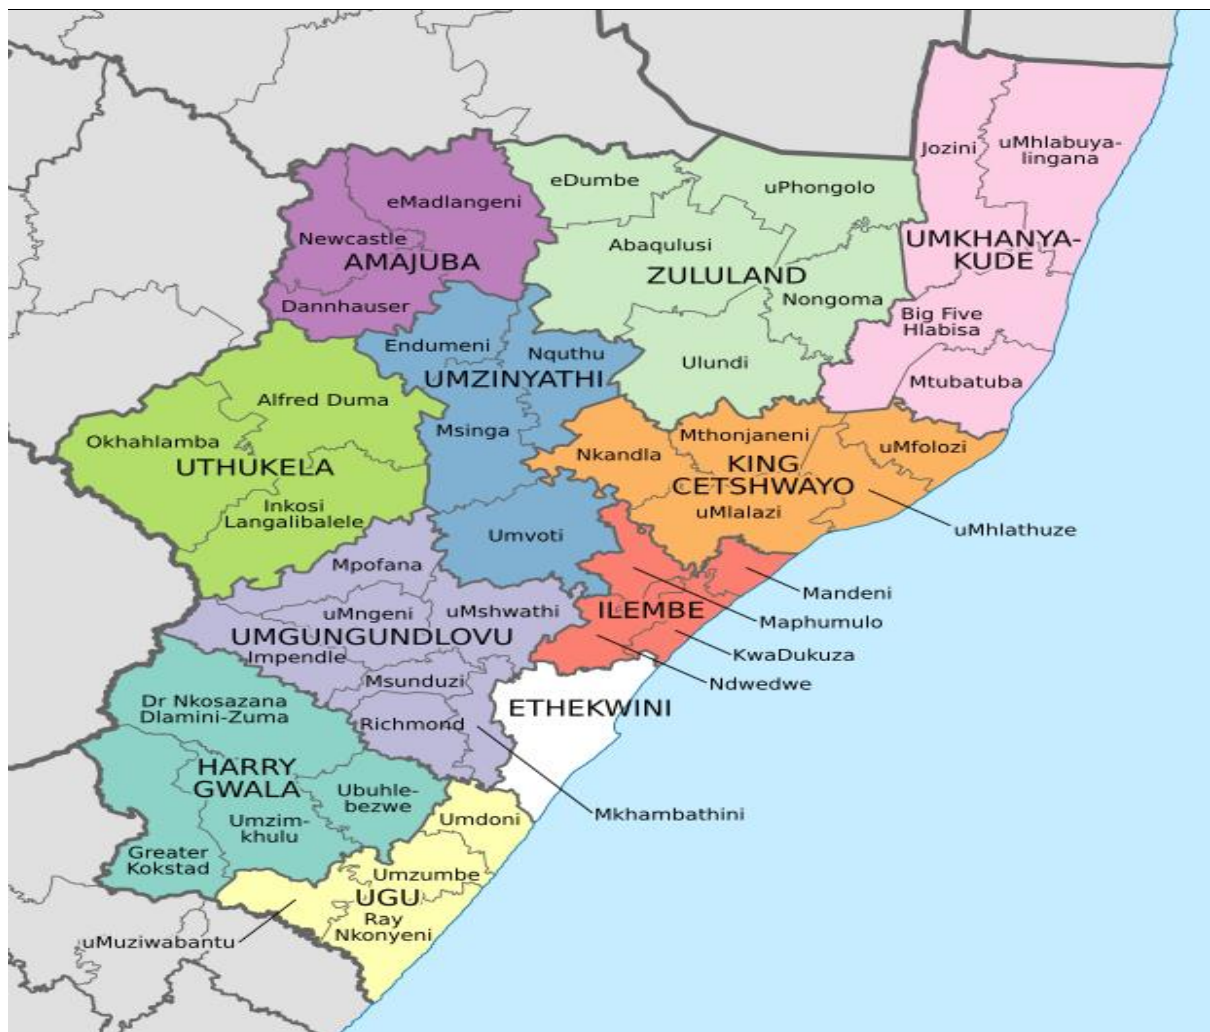 Jozini
uMhlabuya-
lingana
eDumbe
uPhongolo
eMadlangeni
Newcastle
AMAJUBA
Dannhauser
Abaqulusi
ZULULAND
Nongoma
Ulundi
UMKHANYA-
KUDE
Big Five
Hlabisa
Mtubatuba
Endumeni
Nquthu
UMZINYATHI
Msinga
Umvoti
Alfred Duma
Okhahlamba
UTHUKELA
Inkosi
Langalibalele
Mthonjaneni
Nkandla
KING
CETSHWAYO
uMfolozi
uMlalazi
uMhlathuze
Mpofana
uMngeni
uMshwathi
UMGUNGUNDLOVU
Impendle
Msunduzi
Richmond
Mkhambathini
ILEMBE
Mandeni
Maphumulo
KwaDukuza
Ndwedwe
ETHEKWINI
Dr Nkosazana
Dlamini-Zuma
HARRY
GWALA
Ubuhle-
bezwe
Umzim-
khulu
Greater
Kokstad
Umdoni
Umzumbe
UGU
Ray
Nkonyeni
uMuziwabantu